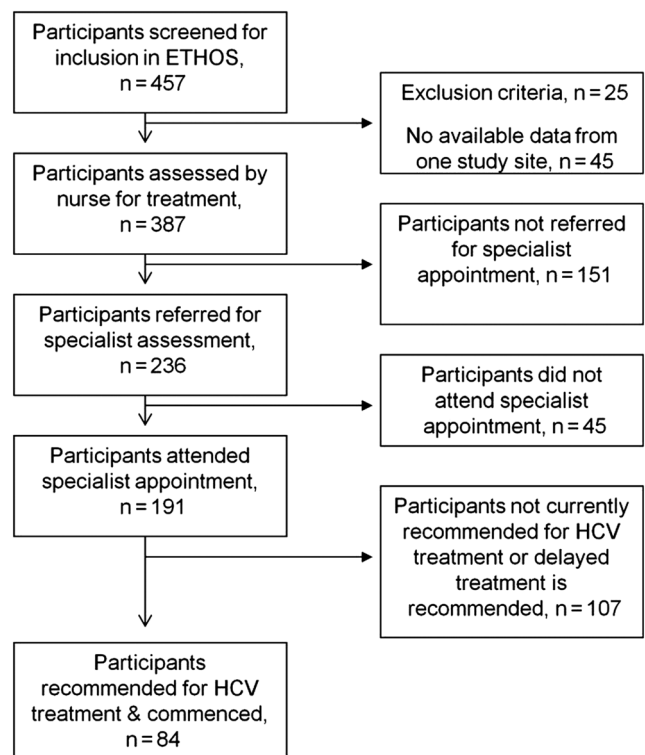 Participants screened for
inclusion in ETHOS,
n = 457
Exclusion criteria, n = 25
No available data from
one study site, n = 45
Participants assessed by
nurse for treatment,
n = 387
Participants not referred
for specialist
appointment, n = 151
Participants referred for
specialist assessment,
n = 236
Participants did not
attend specialist
appointment, n = 45
Participants attended
specialist appointment,
n = 191
Participants not currently
recommended for HCV
treatment or delayed
treatment is
recommended, n = 107
Participants
recommended for HCV
treatment & commenced,
n = 84